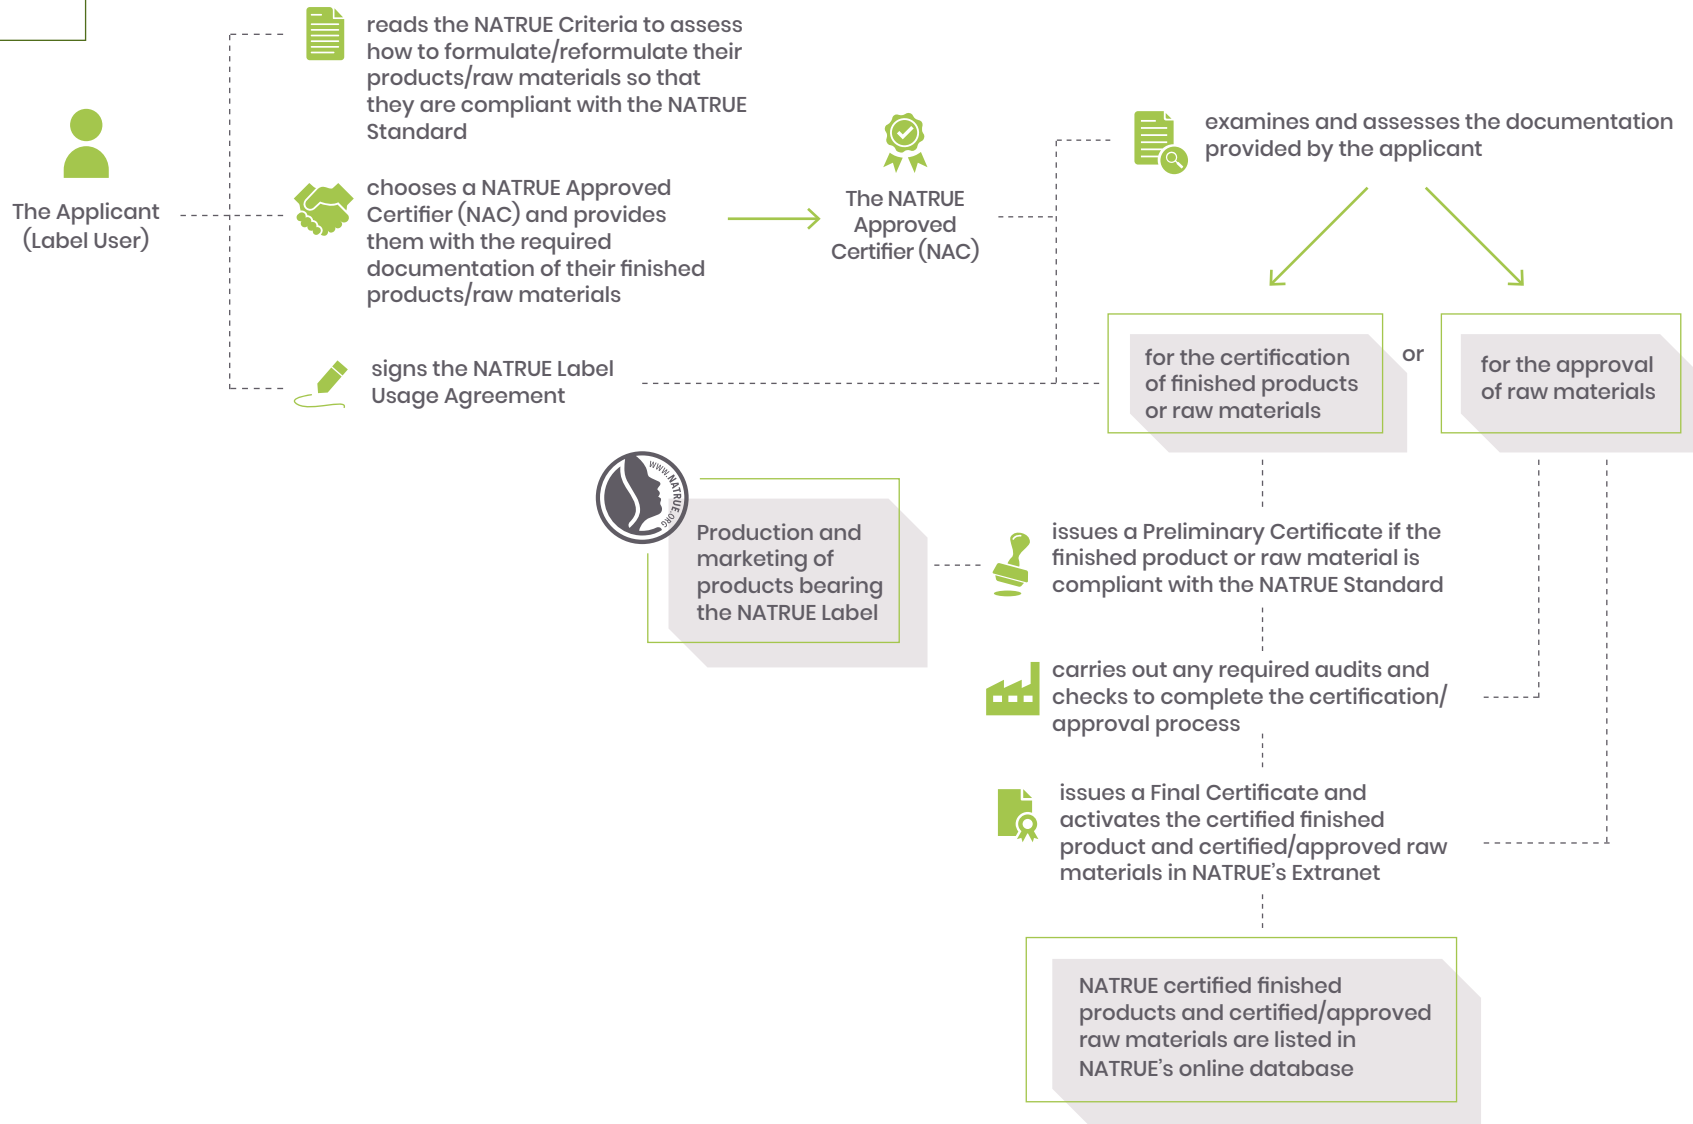 reads the NATRUE Criteria to assess
how to formulate/reformulate their
products/raw materials so that
they are compliant with the NATRUE
Standard
The Applicant
(Label User)
chooses a NATRUE Approved
Certifier (NAC) and provides
them with the required
documentation of their finished
products/raw materials
signs the NATRUE Label
Usage Agreement
The NATRUE
Approved
Certifier (NAC)
examines and assesses the documentation
provided by the applicant
for the certification
of finished products
or raw materials
or
for the approval
of raw materials
WWW.NATRUE.ORG
Production and
marketing of
products bearing
the NATRUE Label
issues a Preliminary Certificate if the
finished product or raw material is
compliant with the NATRUE Standard
carries out any required audits and
checks to complete the certification/
approval process
issues a Final Certificate and
activates the certified finished
product and certified/approved raw
materials in NATRUE’s Extranet
NATRUE certified finished
products and certified/approved
raw materials are listed in
NATRUE’s online database